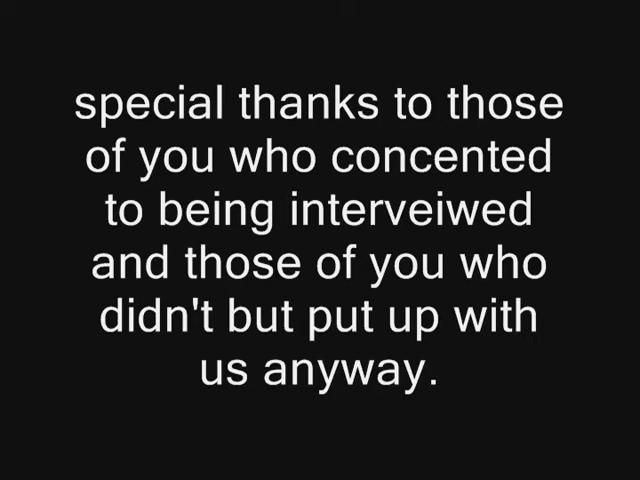 special thanks to those
of you who concented
to being interveiwed
and those of you who
didn't but put up with
us anyway.